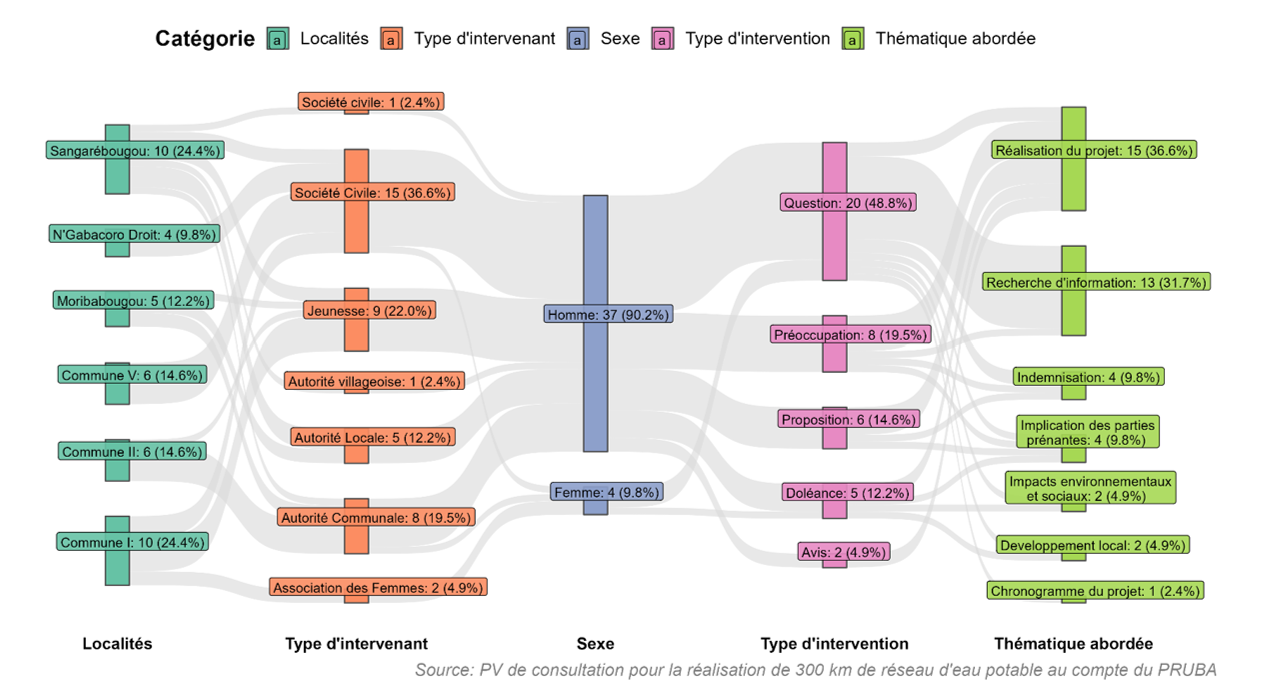 Catégorie a Localités a Type d'intervenant a Sexe a Type d'intervention a Thématique abordée
Société civile: 1 (2.4%)
Sangarébougou: 10 (24.4%)
Société Civile: 15 (36.6%)
N'Gabacoro Droit: 4 (9.8%)
Moribabougou: 5 (12.2%)
Jeunesse: 9 (22.0%)
Commune V: 6 (14.6%)
Autorité villageoise: 1 (2.4%)
Autorité Locale: 5 (12.2%)
Commune II: 6 (14.6%)
Autorité Communale: 8 (19.5%)
Commune I: 10 (24.4%)
Association des Femmes: 2 (4.9%)
Homme: 37 (90.2%)
Femme: 4 (9.8%)
Question: 20 (48.8%)
Préoccupation: 8 (19.5%)
Proposition: 6 (14.6%)
Doléance: 5 (12.2%)
Avis: 2 (4.9%)
Réalisation du projet: 15 (36.6%)
Recherche d'information: 13 (31.7%)
Indemnisation: 4 (9.8%)
Implication des parties
prénantes: 4 (9.8%)
Impacts environnementaux
et sociaux: 2 (4.9%)
Developpement local: 2 (4.9%)
Chronogramme du projet: 1 (2.4%)
Localités Type d'intervenant Sexe Type d'intervention Thématique abordée
Source: PV de consultation pour la réalisation de 300 km de réseau d'eau potable au compte du PRUBA